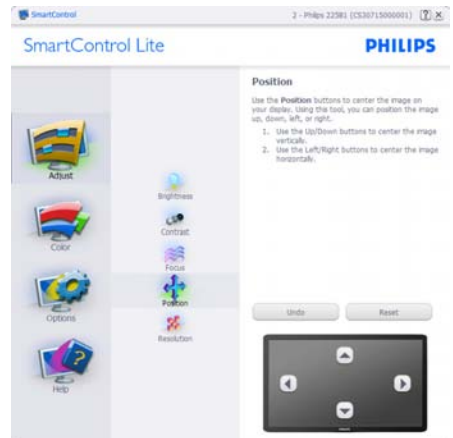 SmartControl
2 - Philips 225B1 (CS30715000001)
SmartControl Lite
PHILIPS
Adjust
Color
Options
Help
Brightness
Contrast
Focus
Position
Resolution
Position
Use the Position buttons to center the image on
your display. Using this tool, you can position the image
up, down, left, or right.
1. Use the Up/Down buttons to center the image
vertically.
2. Use the Left/Right buttons to center the image
horizontally.
Undo
Reset